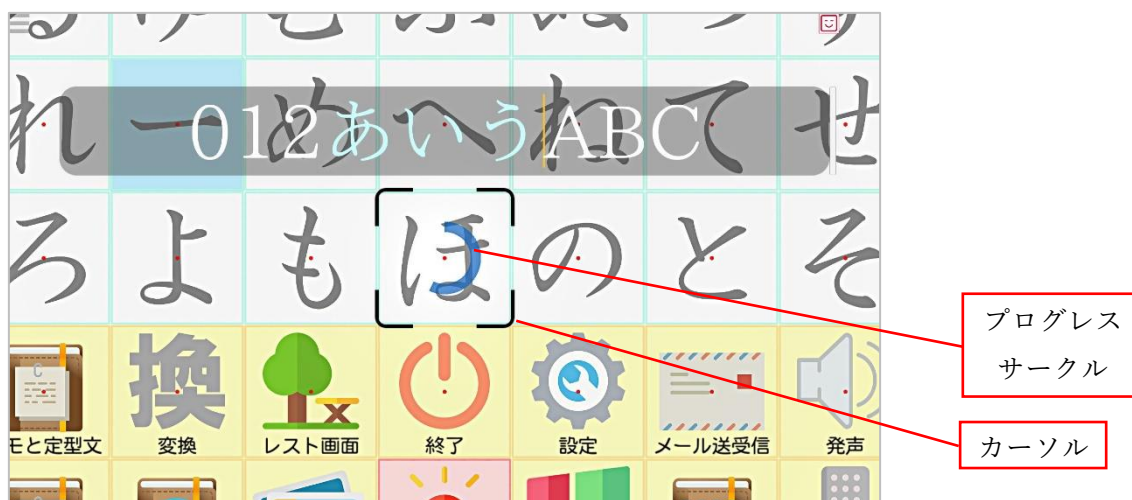 れ ー め へ ね て せ
012あいうABC
ろ よ も ほ の と そ
プログレス
サークル
換
C
モと定型文 変換 レスト画面 終了 設定 メール送受信 発声
カーソル